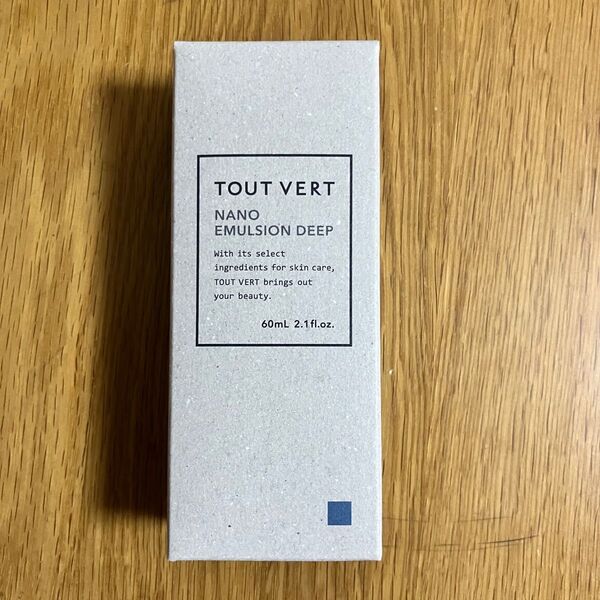 TOUT VERT
NANO
EMULSION DEEP
With its select
ingredients for skin care,
TOUT VERT brings out
your beauty.
60mL 2.1fl.oz.